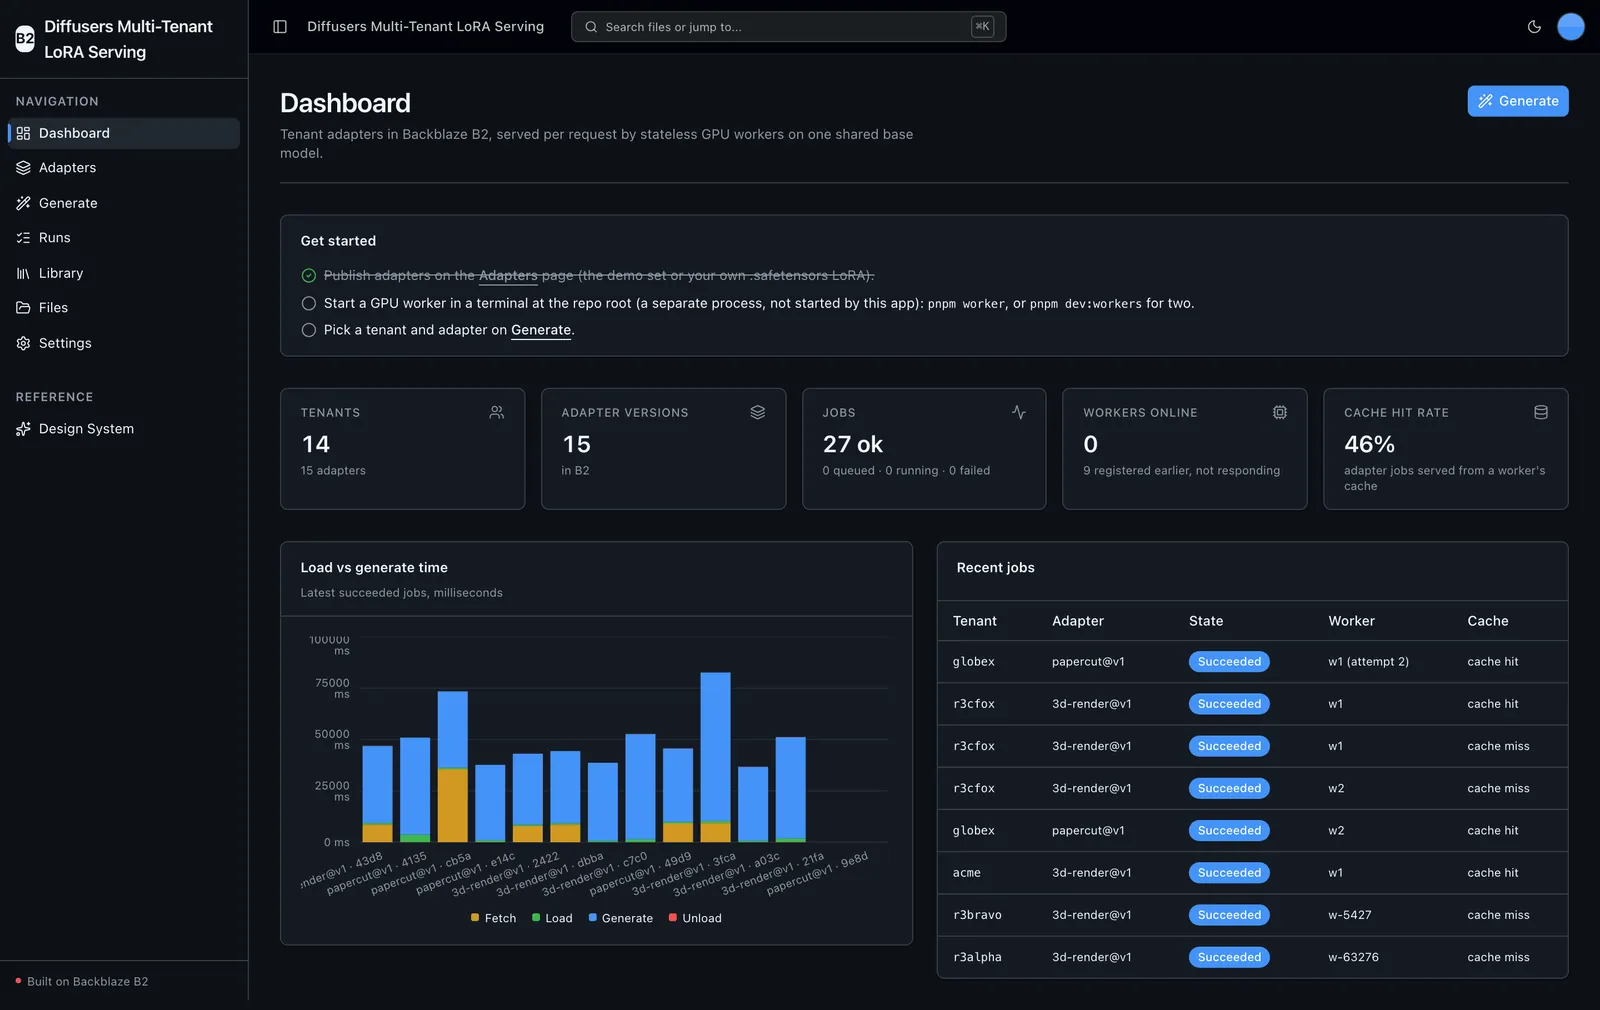 B2
Diffusers Multi-Tenant
LoRA Serving
Diffusers Multi-Tenant LoRA Serving
Search files or jump to...
⌘K
NAVIGATION
Dashboard
Adapters
Generate
Runs
Library
Files
Settings
REFERENCE
Design System
Built on Backblaze B2
Dashboard
Tenant adapters in Backblaze B2, served per request by stateless GPU workers on one shared base
model.
Generate
Get started
Publish adapters on the Adapters page (the demo set or your own .safetensors LoRA).
Start a GPU worker in a terminal at the repo root (a separate process, not started by this app): pnpm worker, or pnpm dev:workers for two.
Pick a tenant and adapter on Generate.
TENANTS
14
15 adapters
ADAPTER VERSIONS
15
in B2
JOBS
27 ok
0 queued · 0 running · 0 failed
WORKERS ONLINE
0
9 registered earlier, not responding
CACHE HIT RATE
46%
adapter jobs served from a worker's
cache
Load vs generate time
Latest succeeded jobs, milliseconds
100000
ms
75000
ms
50000
ms
25000
ms
0 ms
ender@v1 · 43d8
papercut@v1 · 4135
papercut@v1 · cb5a
papercut@v1 · e14c
3d-render@v1 · 2422
3d-render@v1 · dbba
3d-render@v1 · c7c0
papercut@v1 · 49d9
3d-render@v1 · 3fca
3d-render@v1 · a03c
3d-render@v1 · 21fa
papercut@v1 · 9e8d
Fetch
Load
Generate
Unload
Recent jobs
Tenant Adapter State Worker Cache
globex papercut@v1 Succeeded w1 (attempt 2) cache hit
r3cfox 3d-render@v1 Succeeded w1 cache hit
r3cfox 3d-render@v1 Succeeded w1 cache miss
r3cfox 3d-render@v1 Succeeded w2 cache miss
globex papercut@v1 Succeeded w2 cache hit
acme 3d-render@v1 Succeeded w1 cache hit
r3bravo 3d-render@v1 Succeeded w-5427 cache miss
r3alpha 3d-render@v1 Succeeded w-63276 cache miss